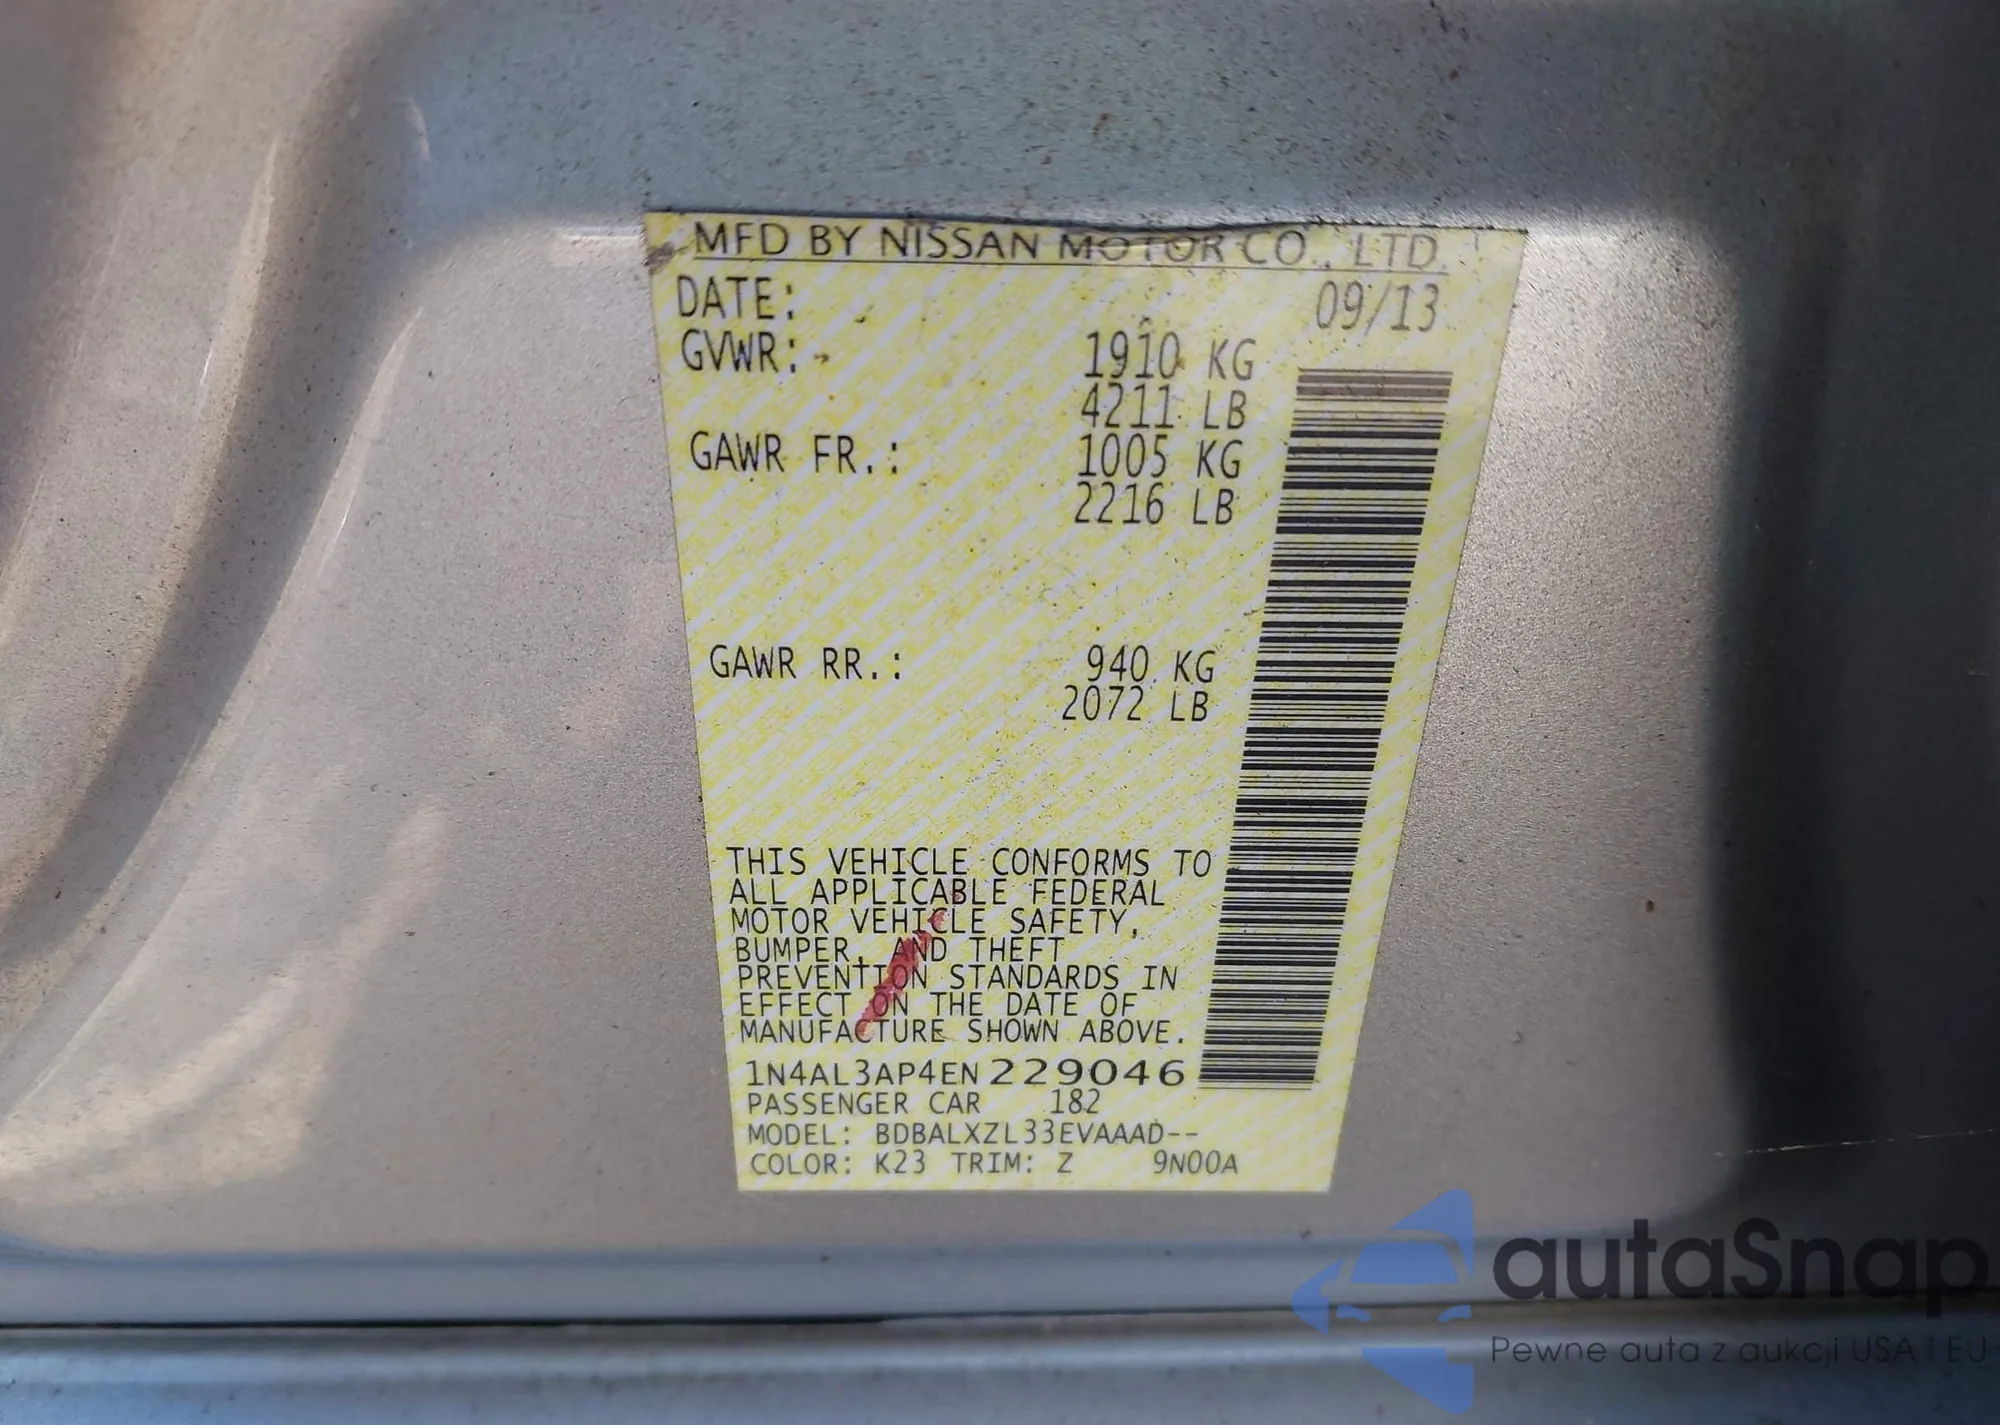 MFD BY NISSAN MOTOR CO., LTD.
DATE: 09/13
GVWR: 1910 KG
4211 LB
GAWR FR.: 1005 KG
2216 LB
GAWR RR.: 940 KG
2072 LB
THIS VEHICLE CONFORMS TO
ALL APPLICABLE FEDERAL
MOTOR VEHICLE SAFETY,
BUMPER, AND THEFT
PREVENTION STANDARDS IN
EFFECT ON THE DATE OF
MANUFACTURE SHOWN ABOVE.
1N4AL3AP4EN229046
PASSENGER CAR 182
MODEL: BDBALXZL33EVAAAD--
COLOR: K23 TRIM: Z 9N00A
autaSnap
Pewne auta z aukcji USA i EU